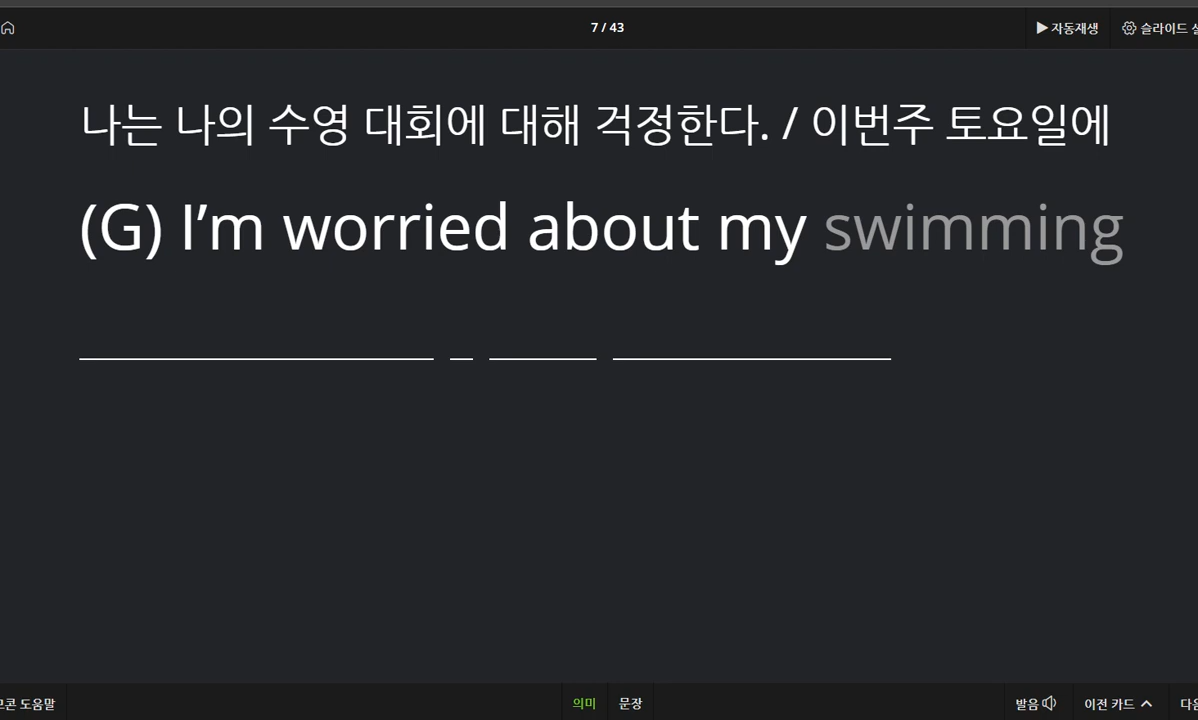 7 / 43
▶ 자동재생
슬라이드
나는 나의 수영 대회에 대해 걱정한다. / 이번주 토요일에
(G) I’m worried about my swimming
도움말
의미
문장
발음
이전 카드